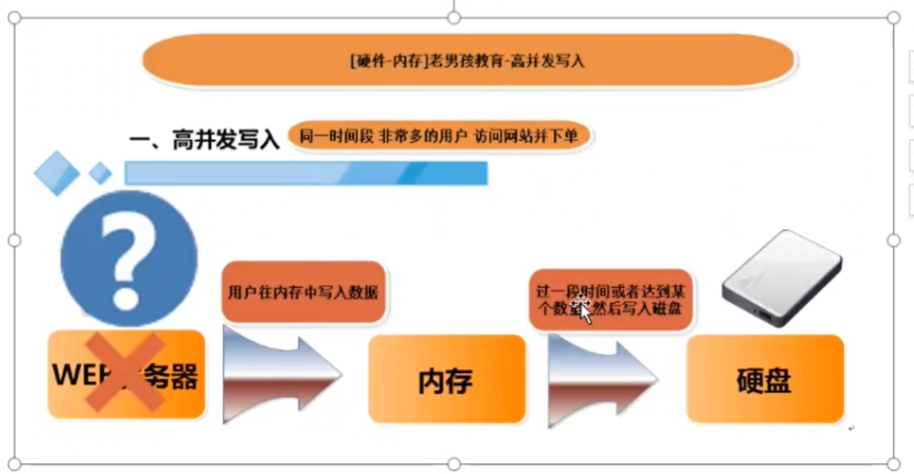 [硬件-内存]老男孩教育-高并发写入
一、高并发写入
同一时间段 非常多的用户 访问网站并下单
用户往内存中写入数据
过一段时间或者达到某
个数量 然后写入磁盘
WEB 务器
内存
硬盘